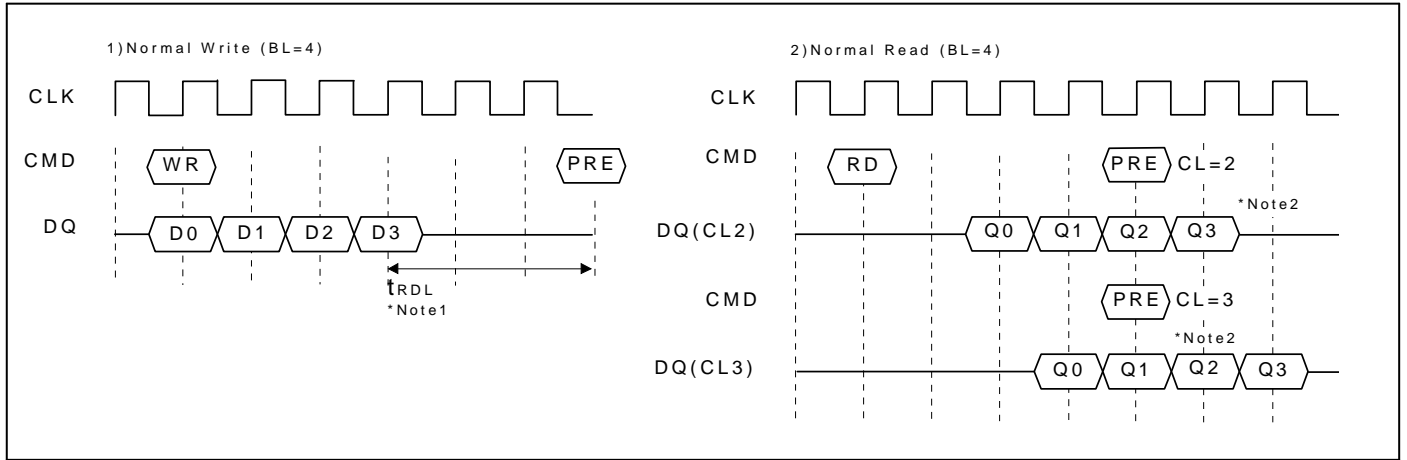 1)Normal Write (BL=4)
CLK
CMD
WR
PRE
DQ
D0 D1 D2 D3
tRDL
*Note1
2)Normal Read (BL=4)
CLK
CMD
RD
PRE CL=2
*Note2
DQ(CL2)
Q0 Q1 Q2 Q3
CMD
PRE CL=3
*Note2
DQ(CL3)
Q0 Q1 Q2 Q3